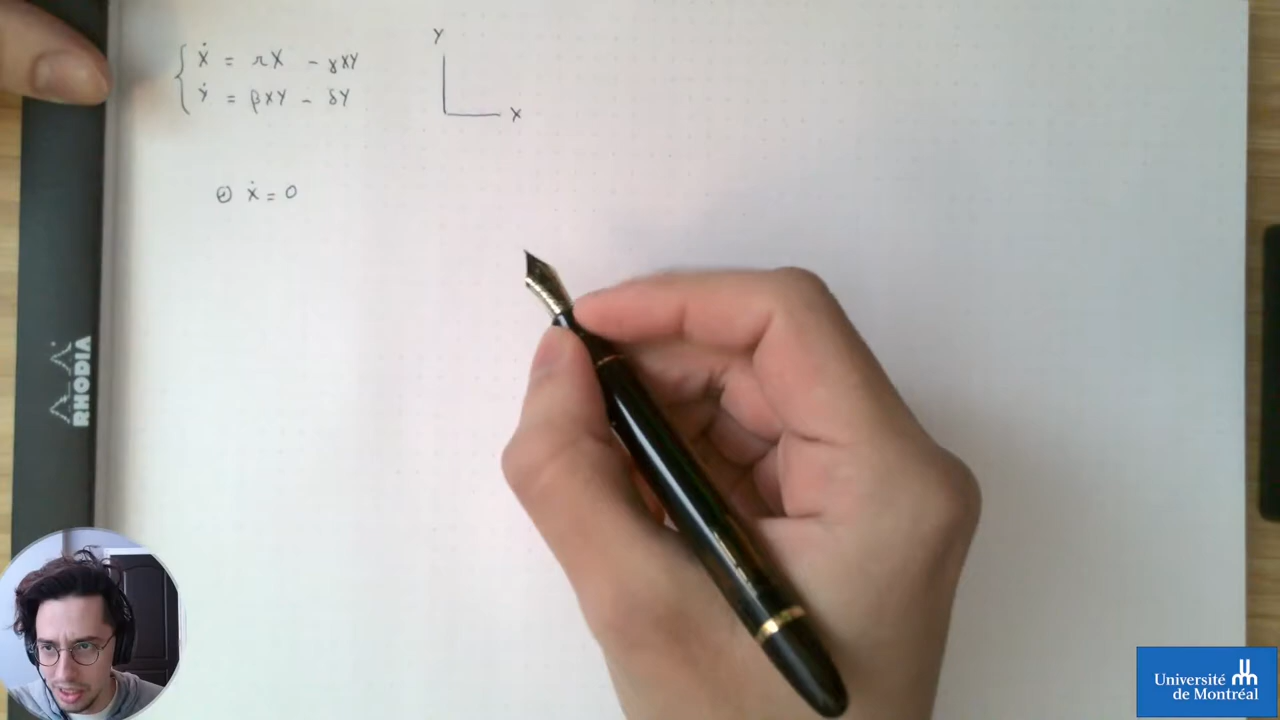 ẋ = rX - γXY
ẏ = βXY - δY
Y
X
① ẋ = 0
RHODIA
Université
de Montréal